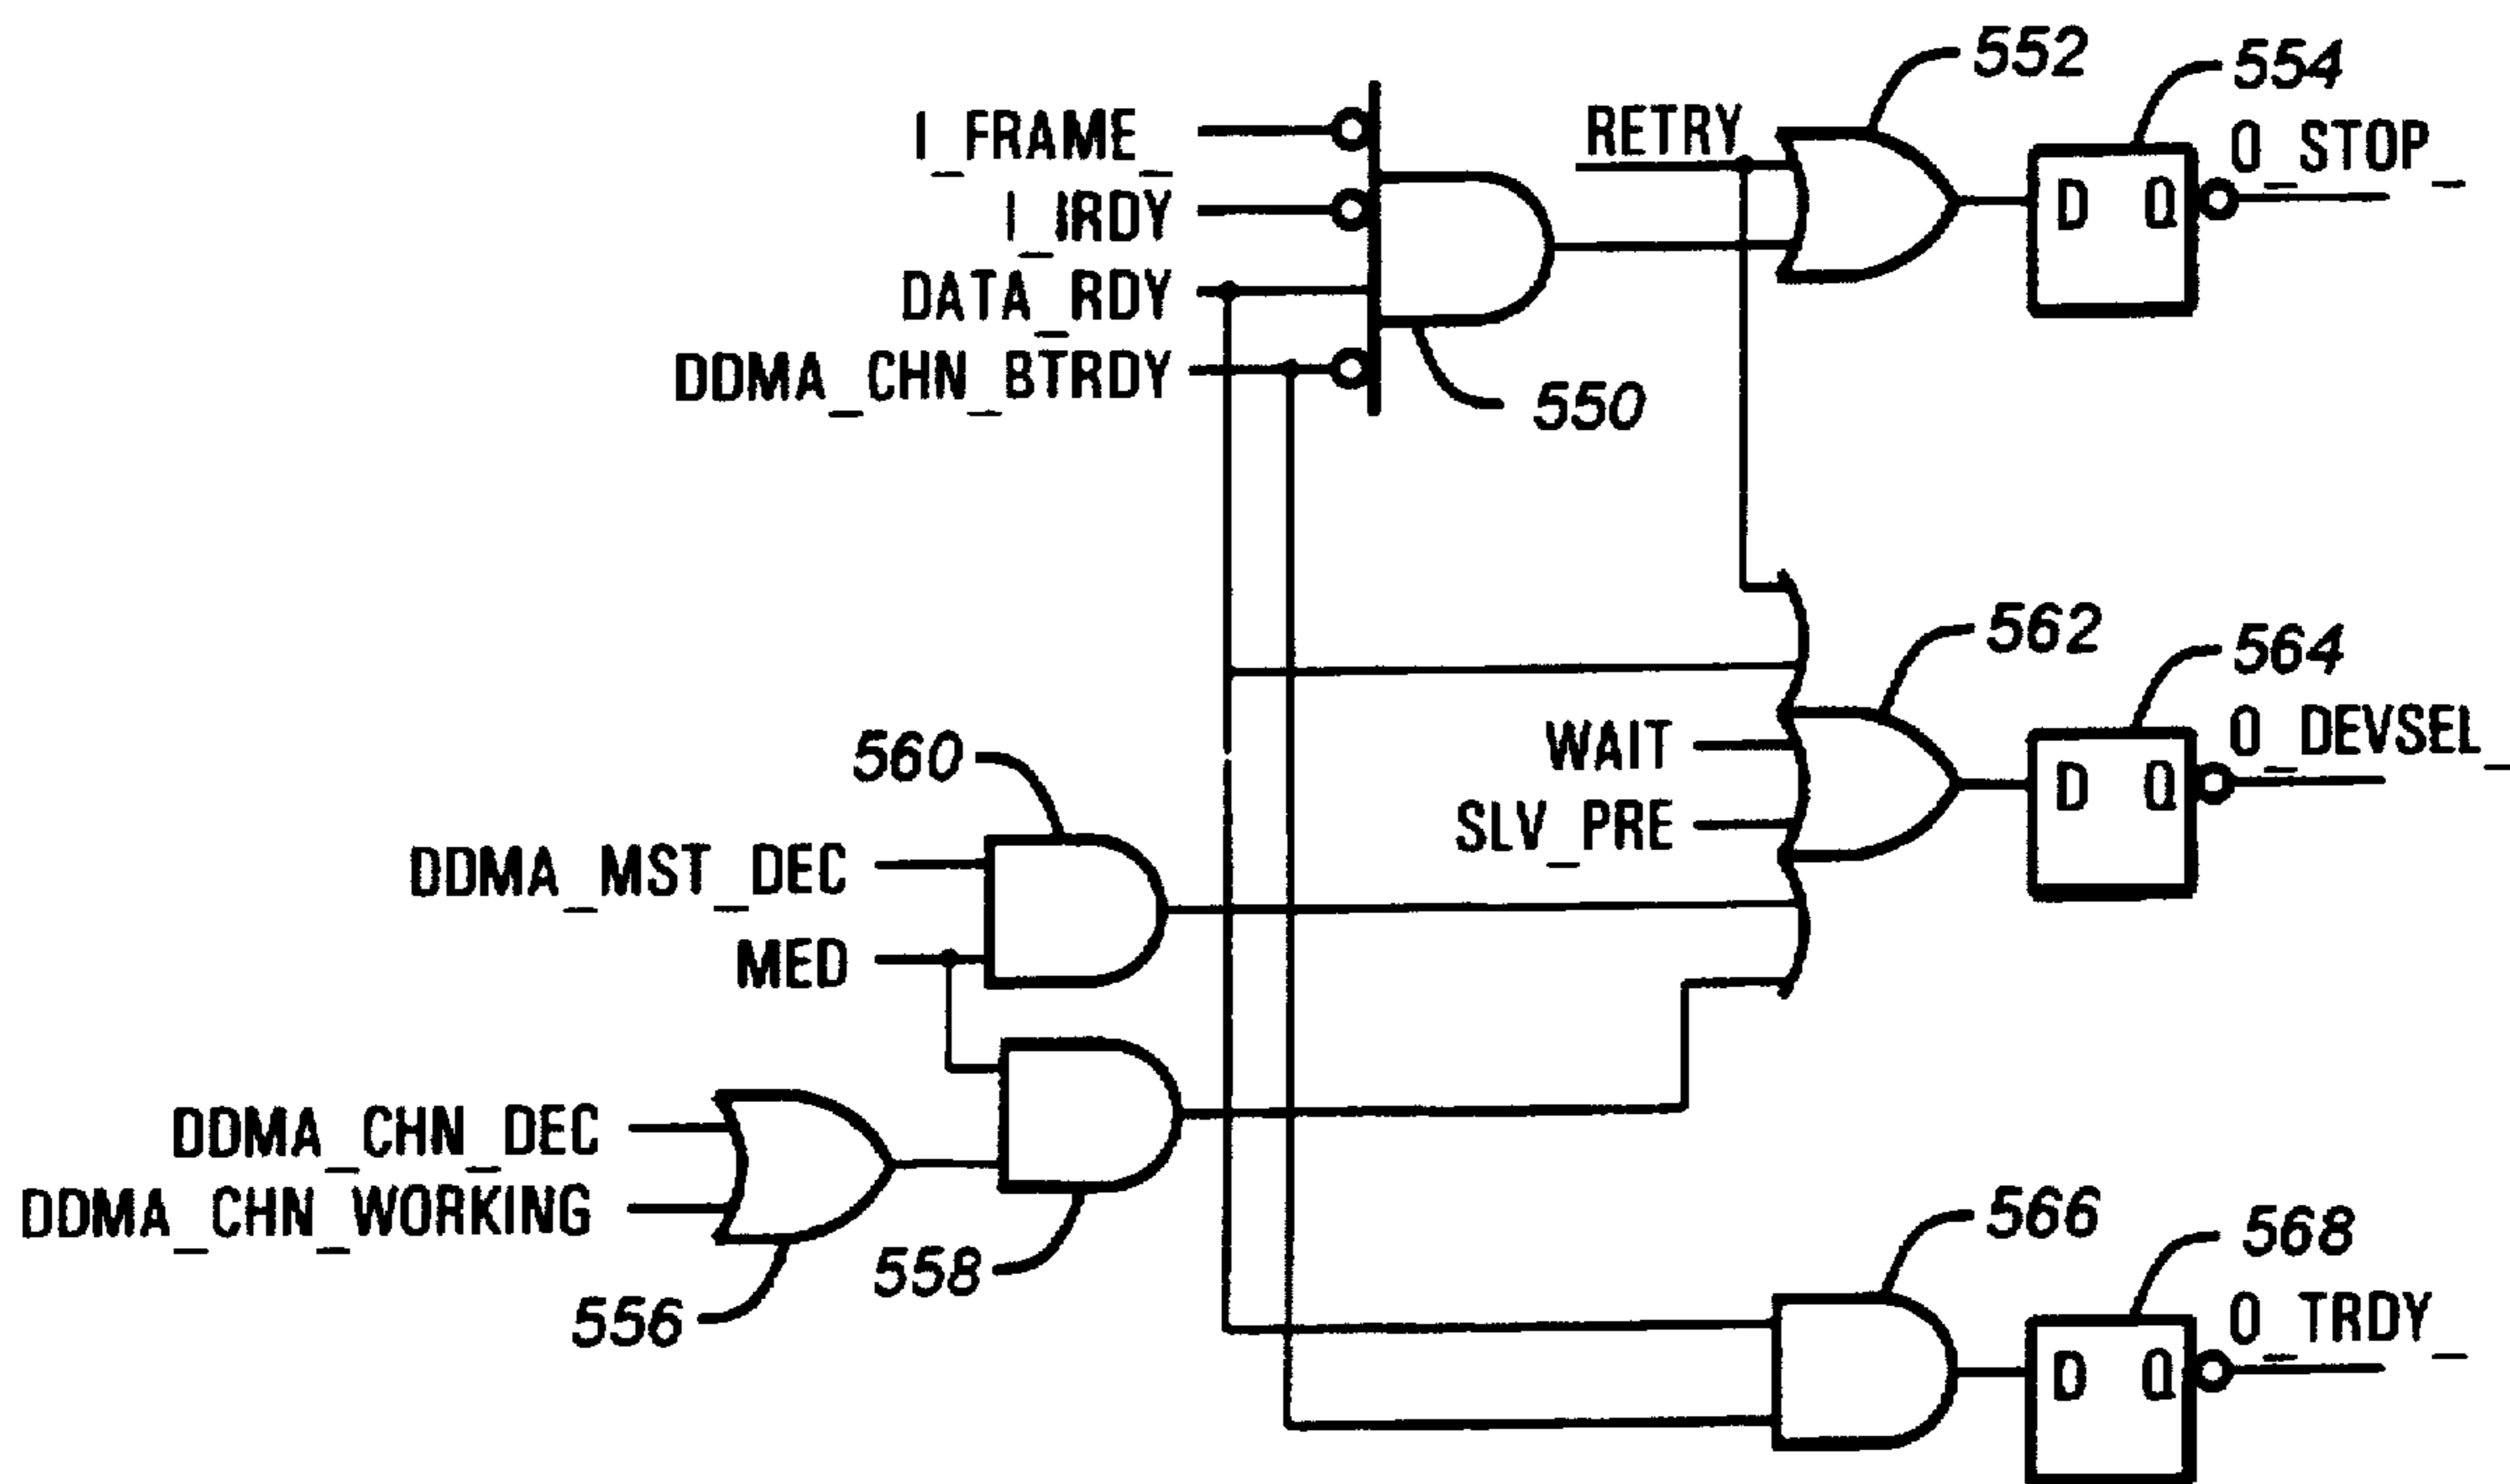 552
554
I_FRAME_
RETRY
O_STOP_
I_IRDY
D Q
DATA_RDY
DDMA_CHN_BTRDY
550
562
564
560
WAIT
O_DEVSEL_
D Q
SLV_PRE
DDMA_MST_DEC
MED
DDMA_CHN_DEC
DDMA_CHN_WORKING
558
556
566
568
O_TRDY_
D Q